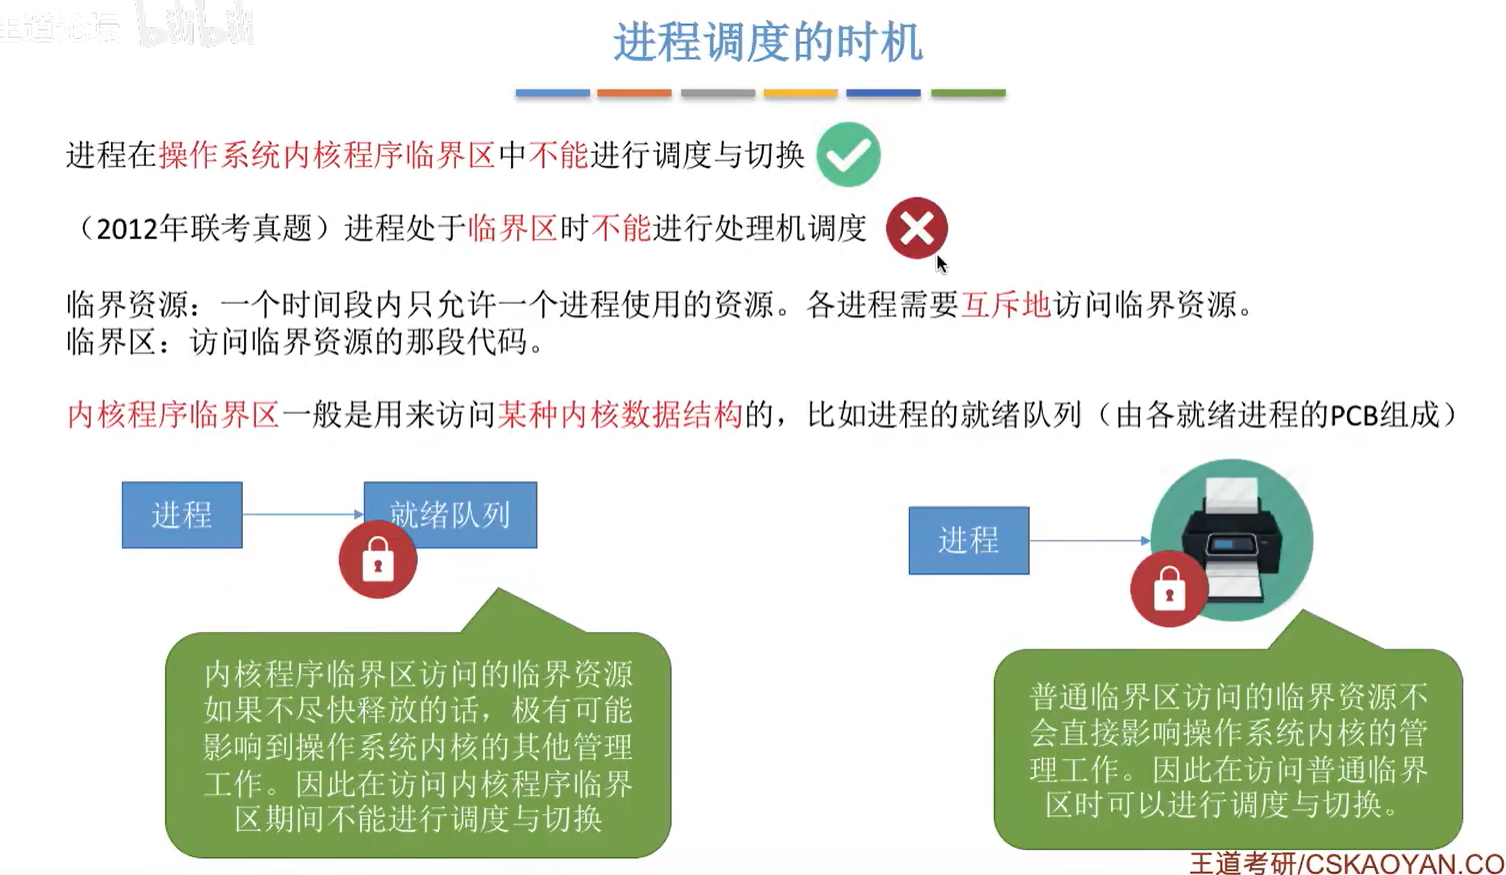 王道论坛 bilibili
进程调度的时机
进程在操作系统内核程序临界区中不能进行调度与切换
（2012年联考真题）进程处于临界区时不能进行处理机调度
临界资源：一个时间段内只允许一个进程使用的资源。各进程需要互斥地访问临界资源。
临界区：访问临界资源的那段代码。
内核程序临界区一般是用来访问某种内核数据结构的，比如进程的就绪队列（由各就绪进程的PCB组成）
进程
就绪队列
内核程序临界区访问的临界资源
如果不尽快释放的话，极有可能
影响到操作系统内核的其他管理
工作。因此在访问内核程序临界
区期间不能进行调度与切换
进程
普通临界区访问的临界资源不
会直接影响操作系统内核的管
理工作。因此在访问普通临界
区时可以进行调度与切换。
王道考研/CSKAOYAN.CO